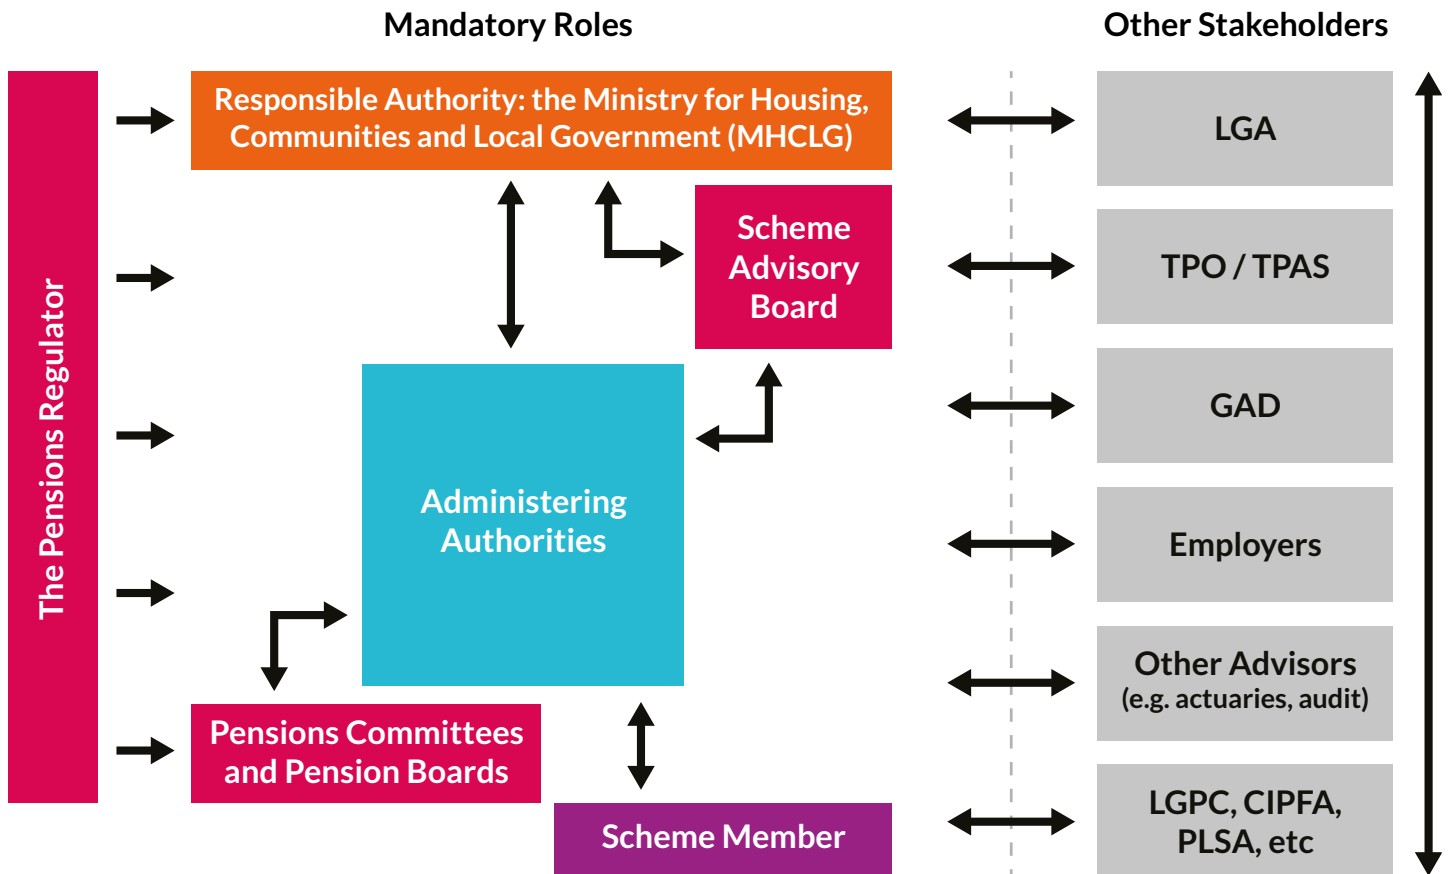 Mandatory Roles
Other Stakeholders
The Pensions Regulator
Responsible Authority: the Ministry for Housing,
Communities and Local Government (MHCLG)
Scheme
Advisory
Board
Administering
Authorities
Pensions Committees
and Pension Boards
Scheme Member
LGA
TPO / TPAS
GAD
Employers
Other Advisors
(e.g. actuaries, audit)
LGPC, CIPFA,
PLSA, etc